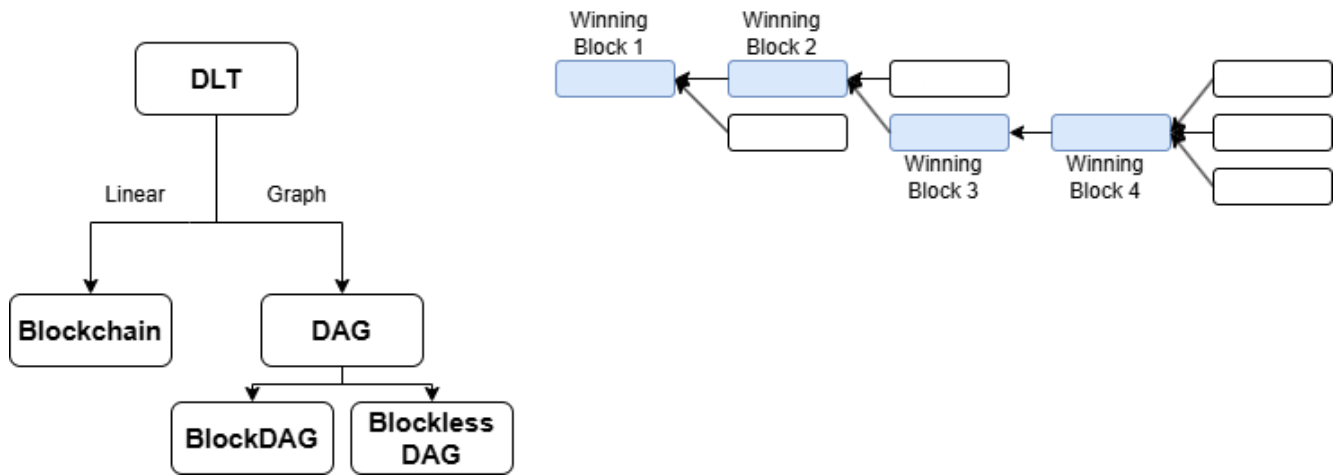 DLT
Linear
Graph
Blockchain
DAG
BlockDAG
Blockless
DAG
Winning
Block 1
Winning
Block 2
Winning
Block 3
Winning
Block 4